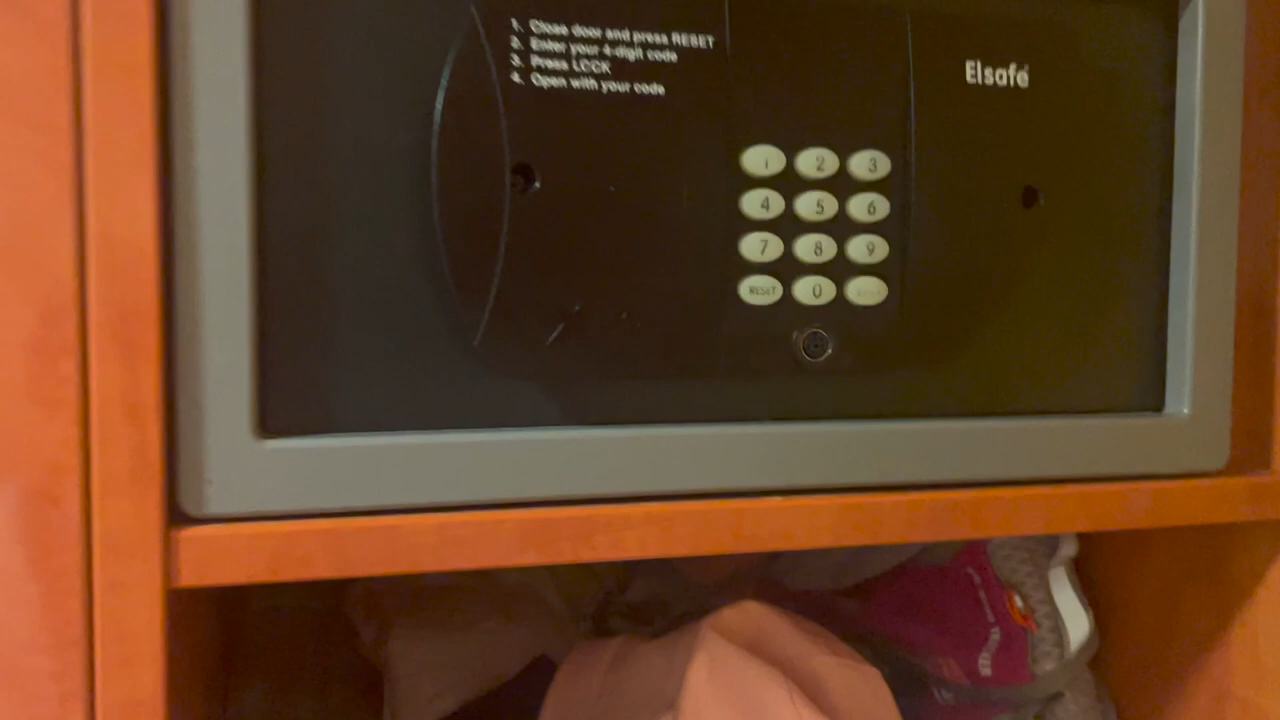 1. Close door and press RESET
2. Enter your 4-digit code
3. Press LOCK
4. Open with your code
Elsafe
1 2 3
4 5 6
7 8 9
RESET 0